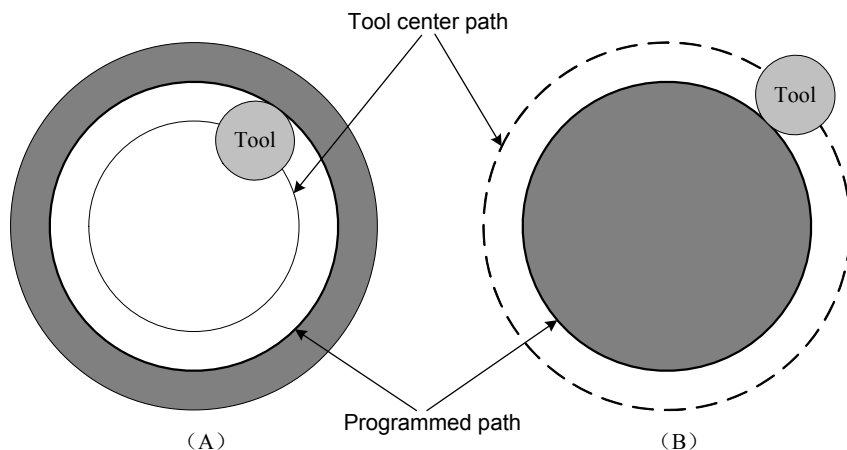 Tool center path
Tool
Tool
Programmed path
（A）
（B）